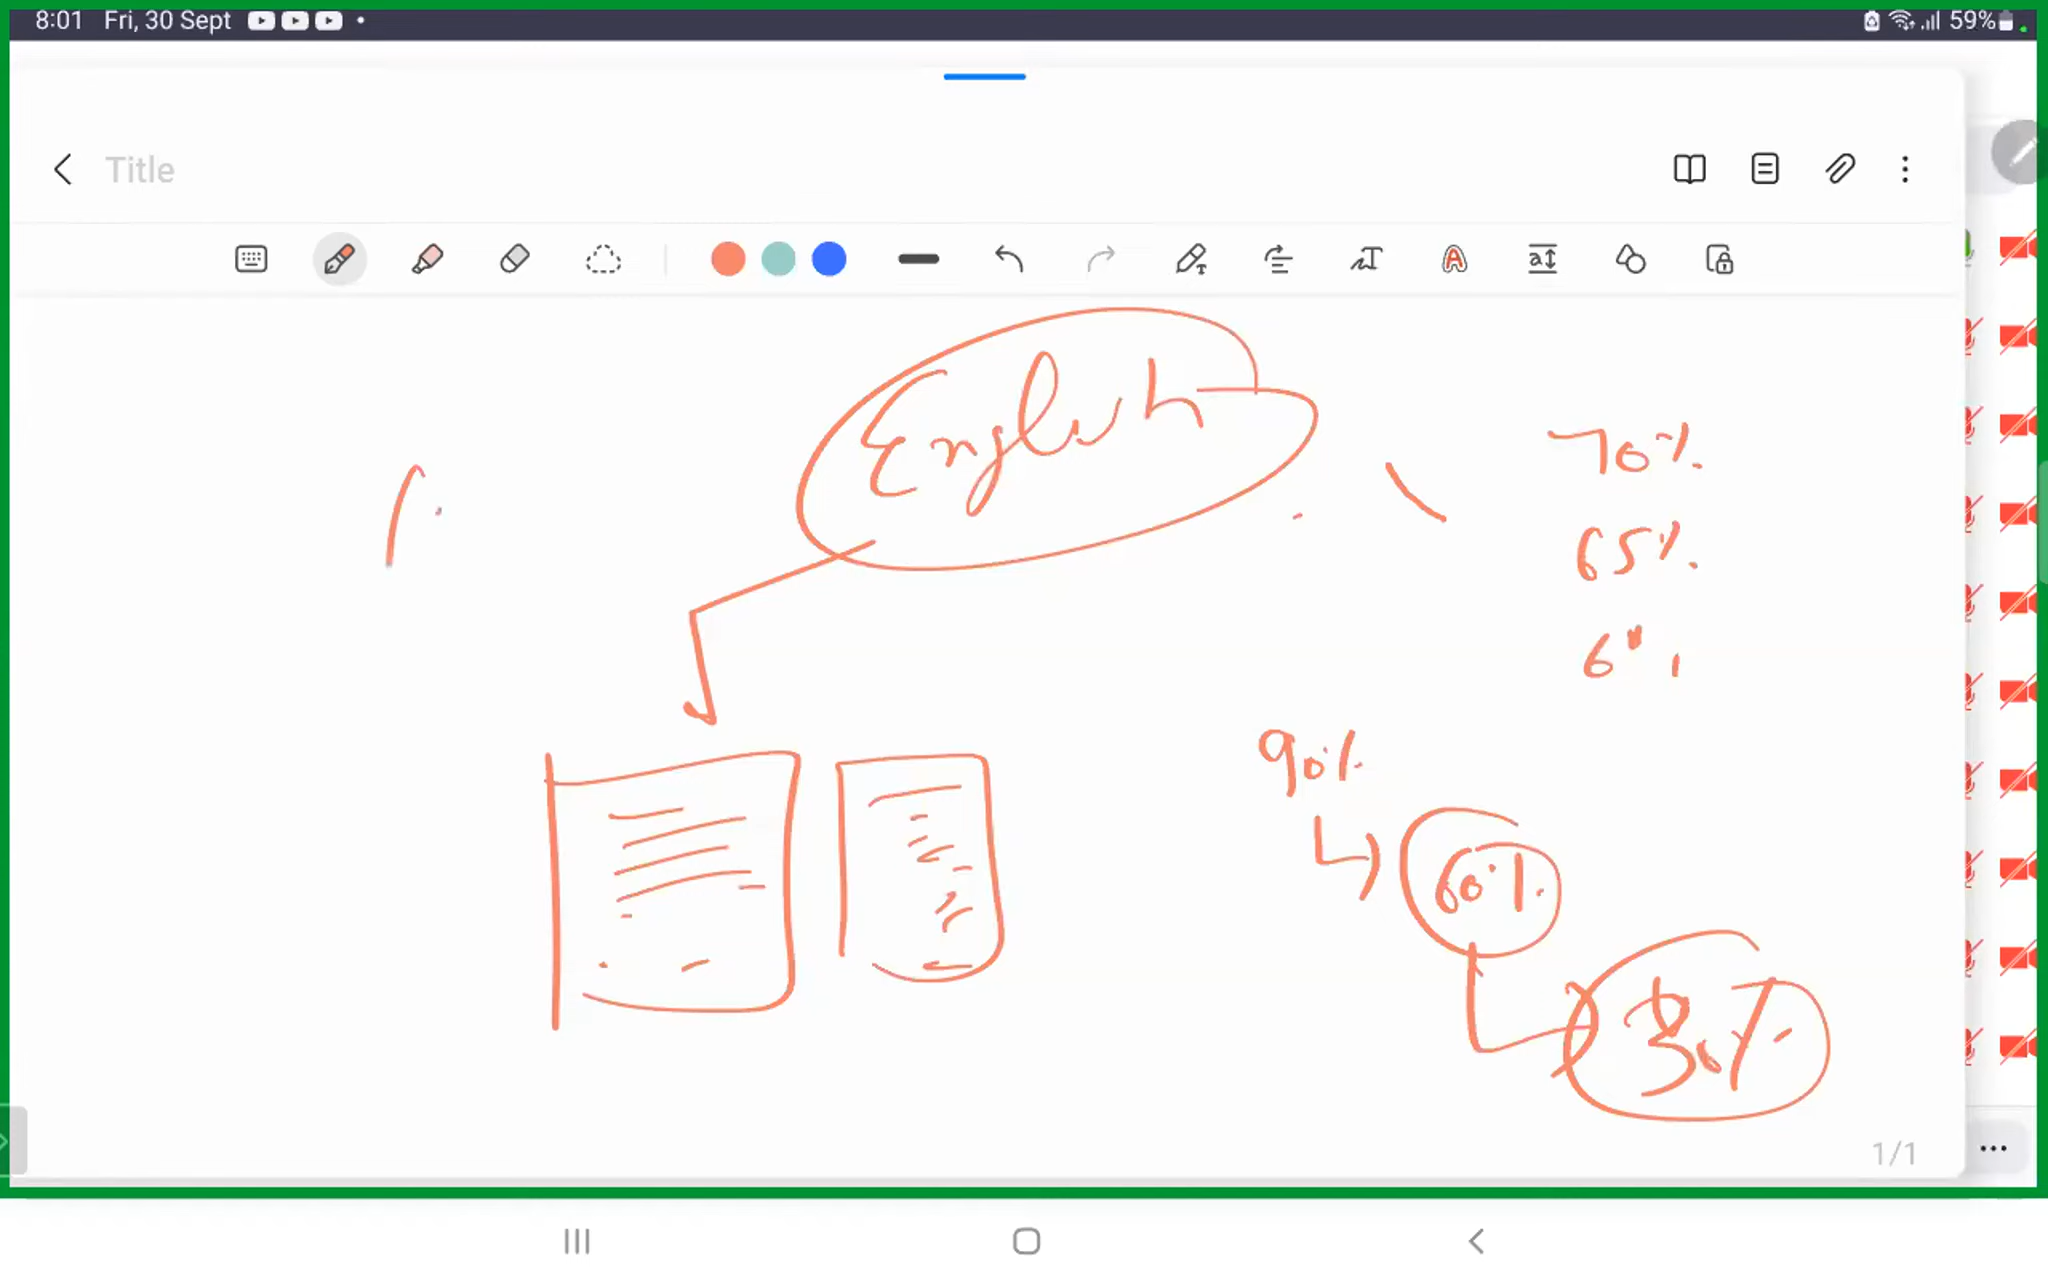 8:01 Fri, 30 Sept
59%
Title
English
70%.
65%.
90%
60%.
30%
1/1